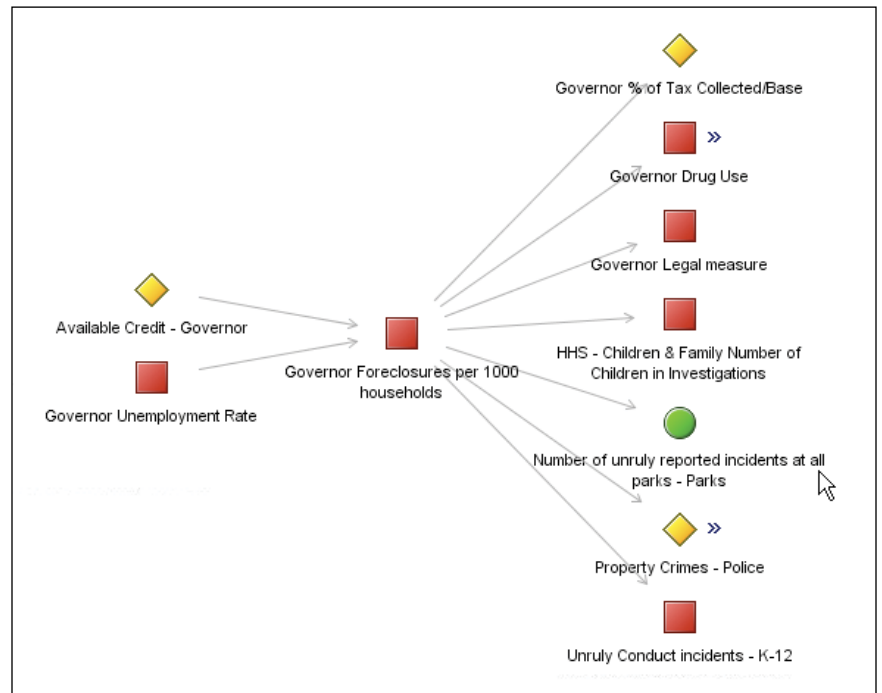 Governor % of Tax Collected/Base
»
Governor Drug Use
Governor Legal measure
Available Credit - Governor
HHS - Children & Family Number of
Children in Investigations
Governor Foreclosures per 1000
households
Governor Unemployment Rate
Number of unruly reported incidents at all
parks - Parks
»
Property Crimes - Police
Unruly Conduct incidents - K-12